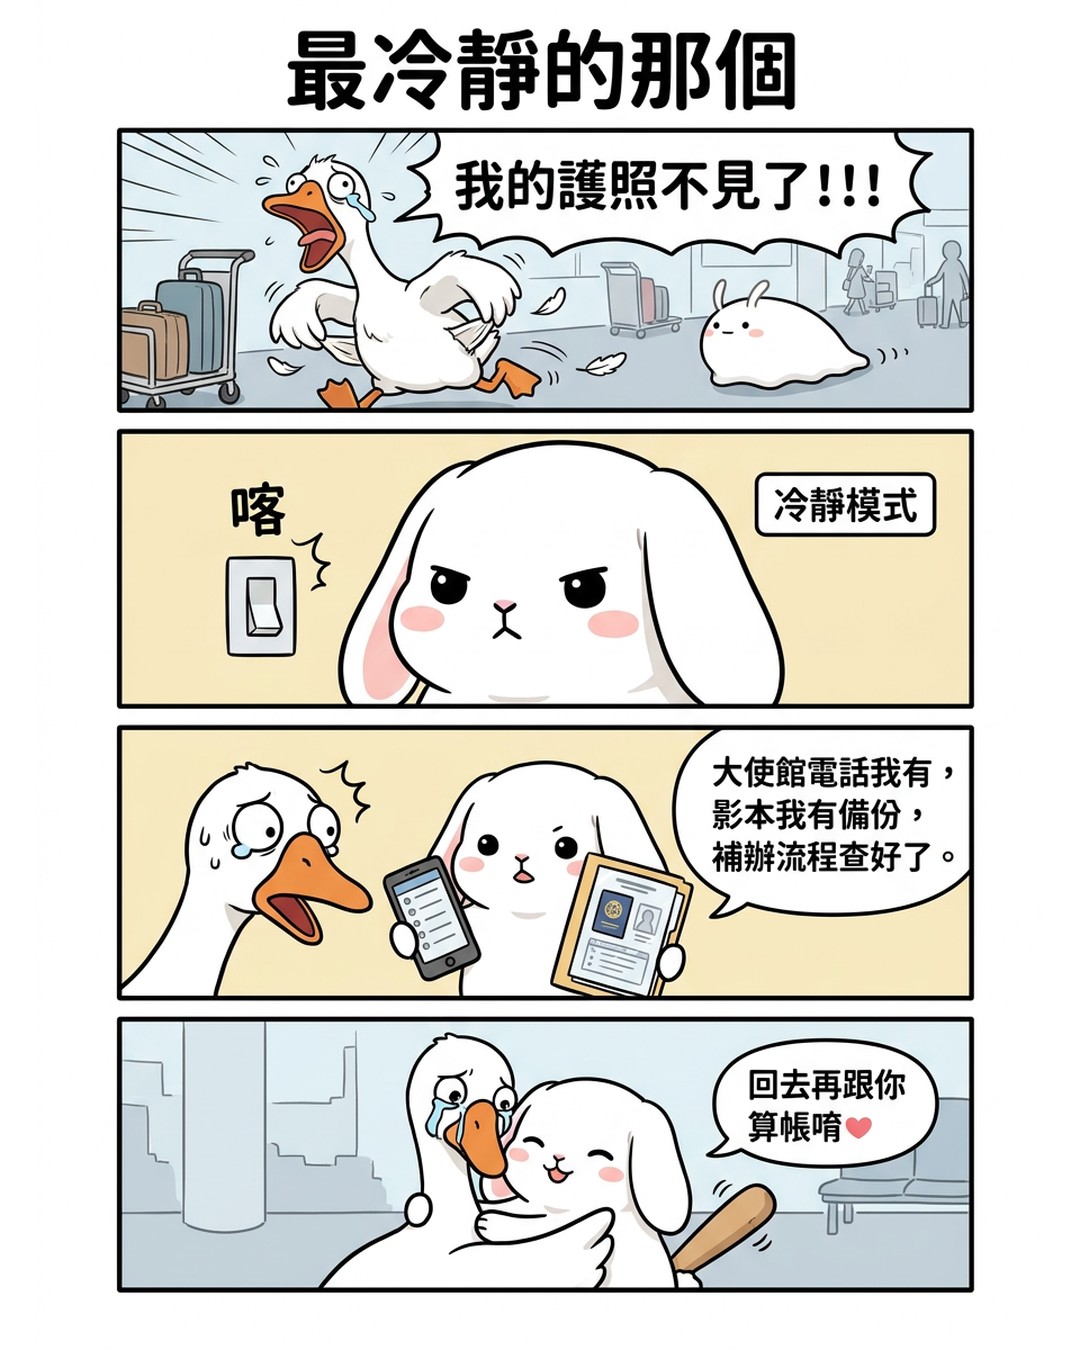 最冷靜的那個
我的護照不見了!!!
喀
冷靜模式
大使館電話我有，
影本我有備份，
補辦流程查好了。
回去再跟你
算帳唷❤